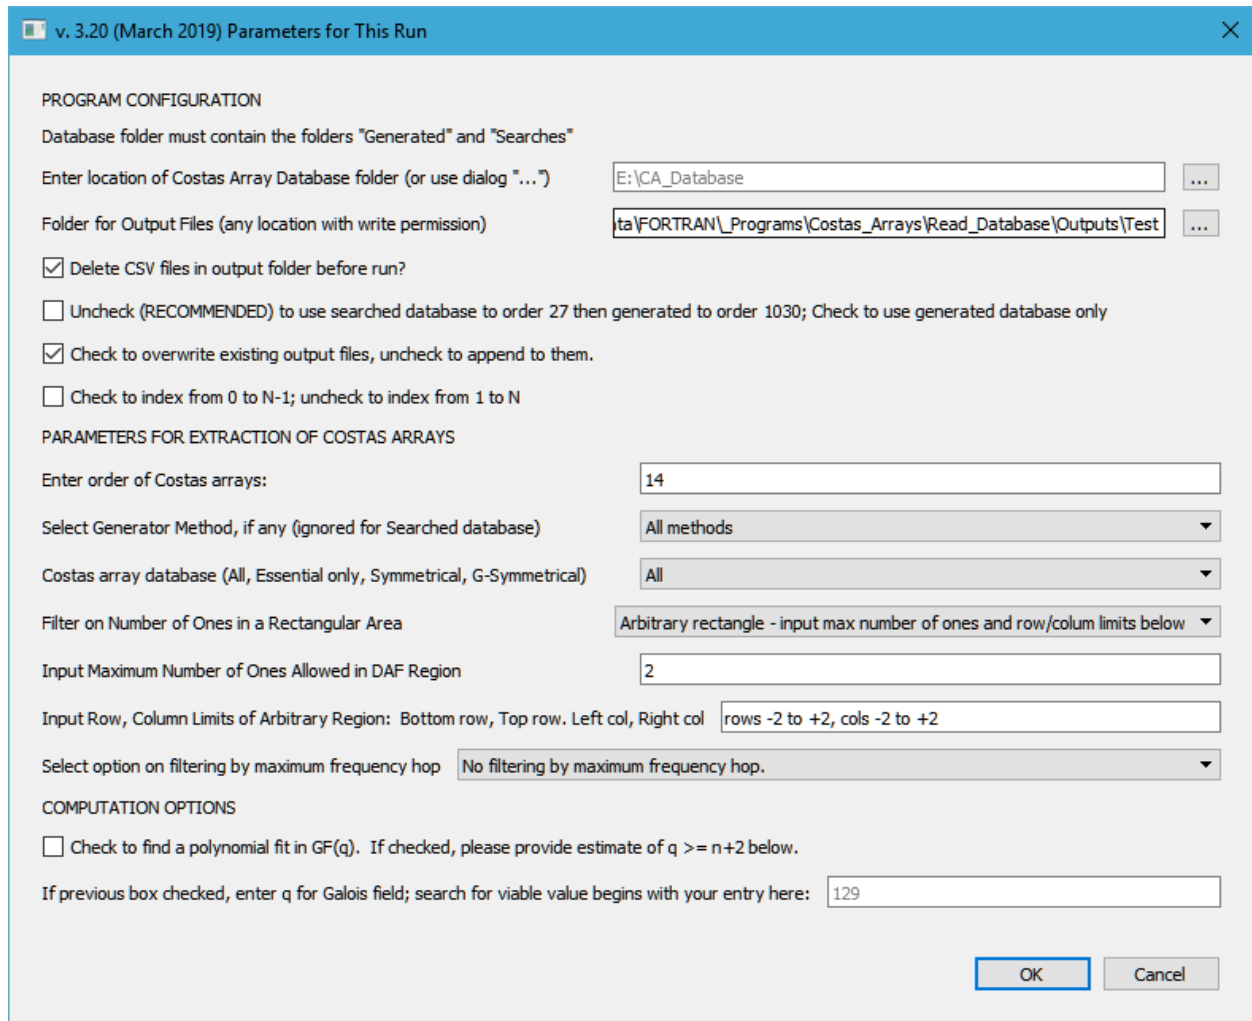 v. 3.20 (March 2019) Parameters for This Run
PROGRAM CONFIGURATION
Database folder must contain the folders "Generated" and "Searches"
Enter location of Costas Array Database folder (or use dialog "...") E:\CA_Database ...
Folder for Output Files (any location with write permission) ıta\FORTRAN\_Programs\Costas_Arrays\Read_Database\Outputs\Test ...
Delete CSV files in output folder before run?
Uncheck (RECOMMENDED) to use searched database to order 27 then generated to order 1030; Check to use generated database only
Check to overwrite existing output files, uncheck to append to them.
Check to index from 0 to N-1; uncheck to index from 1 to N
PARAMETERS FOR EXTRACTION OF COSTAS ARRAYS
Enter order of Costas arrays: 14
Select Generator Method, if any (ignored for Searched database) All methods
Costas array database (All, Essential only, Symmetrical, G-Symmetrical) All
Filter on Number of Ones in a Rectangular Area Arbitrary rectangle - input max number of ones and row/colum limits below
Input Maximum Number of Ones Allowed in DAF Region 2
Input Row, Column Limits of Arbitrary Region:  Bottom row, Top row. Left col, Right col rows -2 to +2, cols -2 to +2
Select option on filtering by maximum frequency hop No filtering by maximum frequency hop.
COMPUTATION OPTIONS
Check to find a polynomial fit in GF(q).  If checked, please provide estimate of q >= n+2 below.
If previous box checked, enter q for Galois field; search for viable value begins with your entry here: 129
OK Cancel